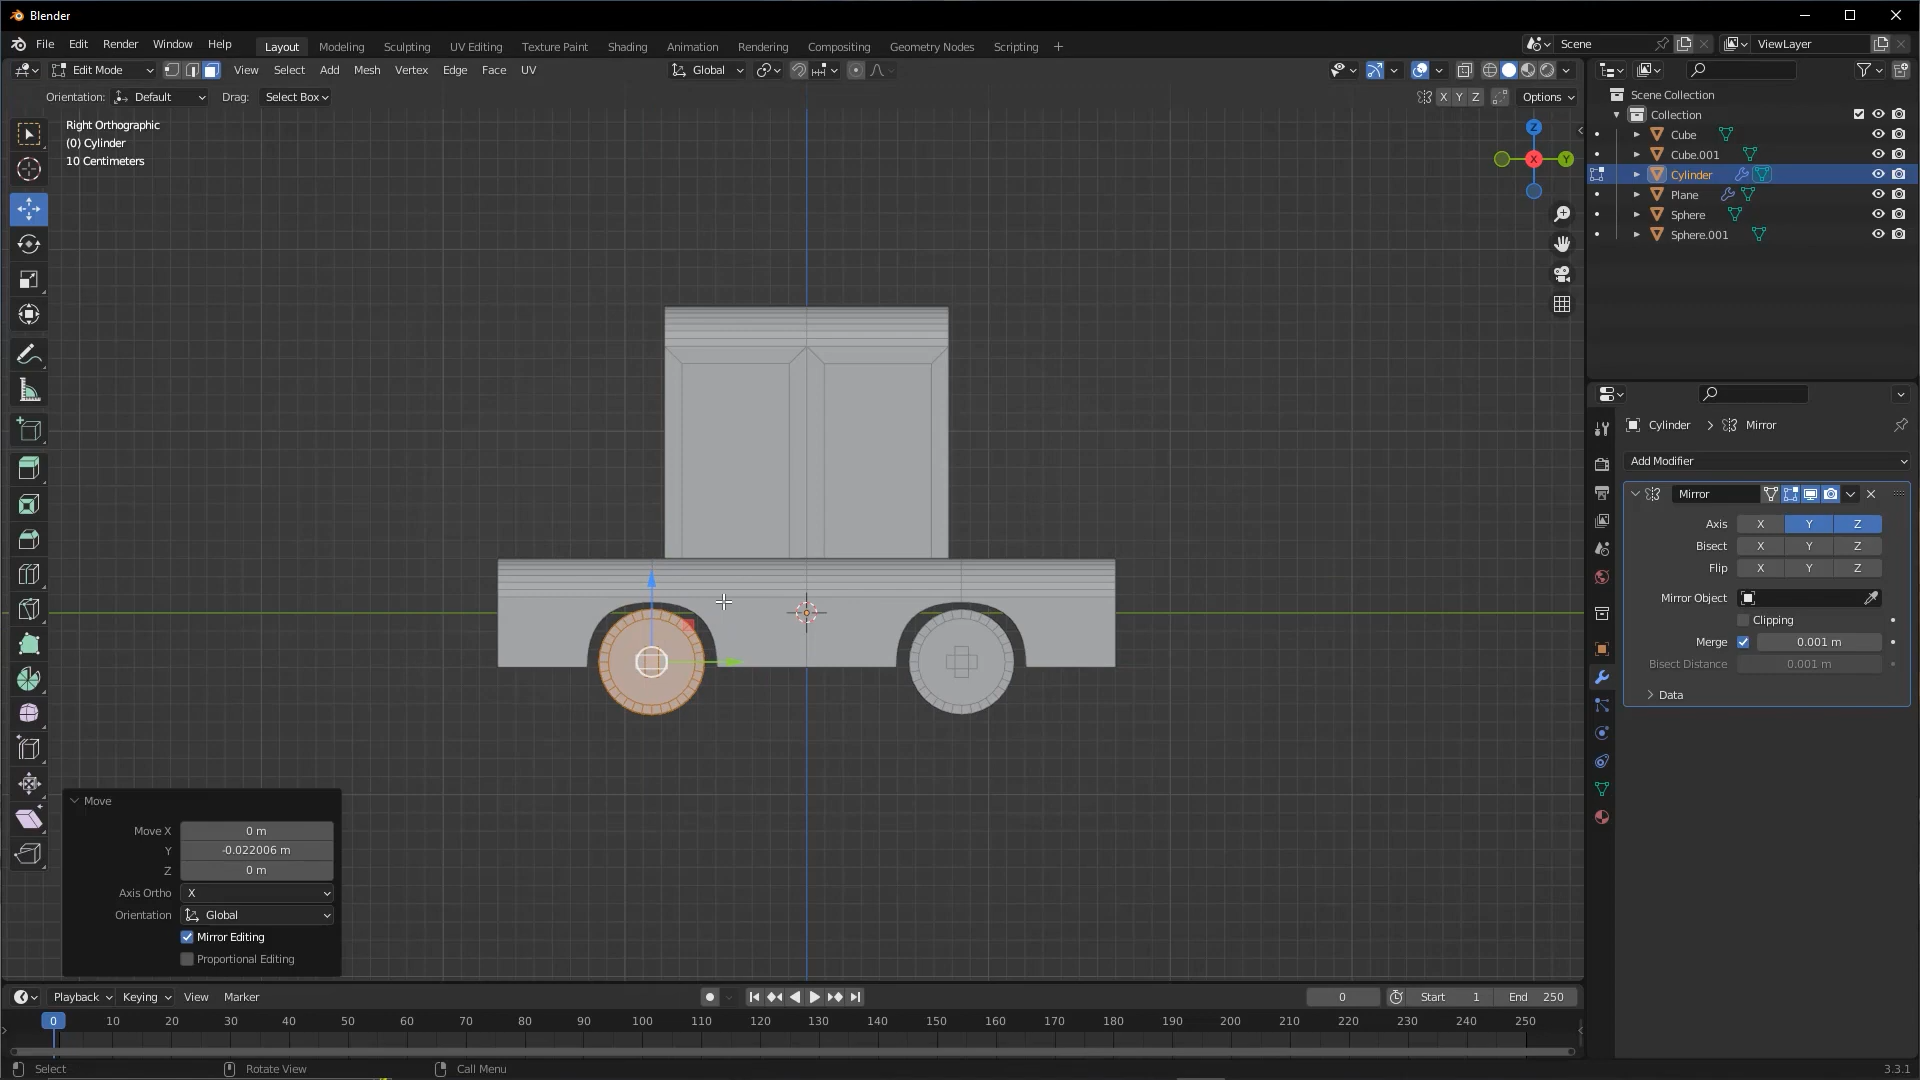 Blender
File Edit Render Window Help Layout Modeling Sculpting UV Editing Texture Paint Shading Animation Rendering Compositing Geometry Nodes Scripting + Scene ViewLayer
Edit Mode View Select Add Mesh Vertex Edge Face UV Global
Orientation: Default Drag: Select Box X Y Z Options
Right Orthographic
(0) Cylinder
10 Centimeters
Z
X Y
Scene Collection
Collection
Cube
Cube.001
Cylinder
Plane
Sphere
Sphere.001
Cylinder > Mirror
Add Modifier
Mirror
Axis X Y Z
Bisect X Y Z
Flip X Y Z
Mirror Object
Clipping
Merge 0.001 m
Bisect Distance 0.001 m
Data
Move
Move X 0 m
Y -0.022006 m
Z 0 m
Axis Ortho X
Orientation Global
Mirror Editing
Proportional Editing
Playback Keying View Marker 0 Start 1 End 250
0 10 20 30 40 50 60 70 80 90 100 110 120 130 140 150 160 170 180 190 200 210 220 230 240 250
Select Rotate View Call Menu 3.3.1